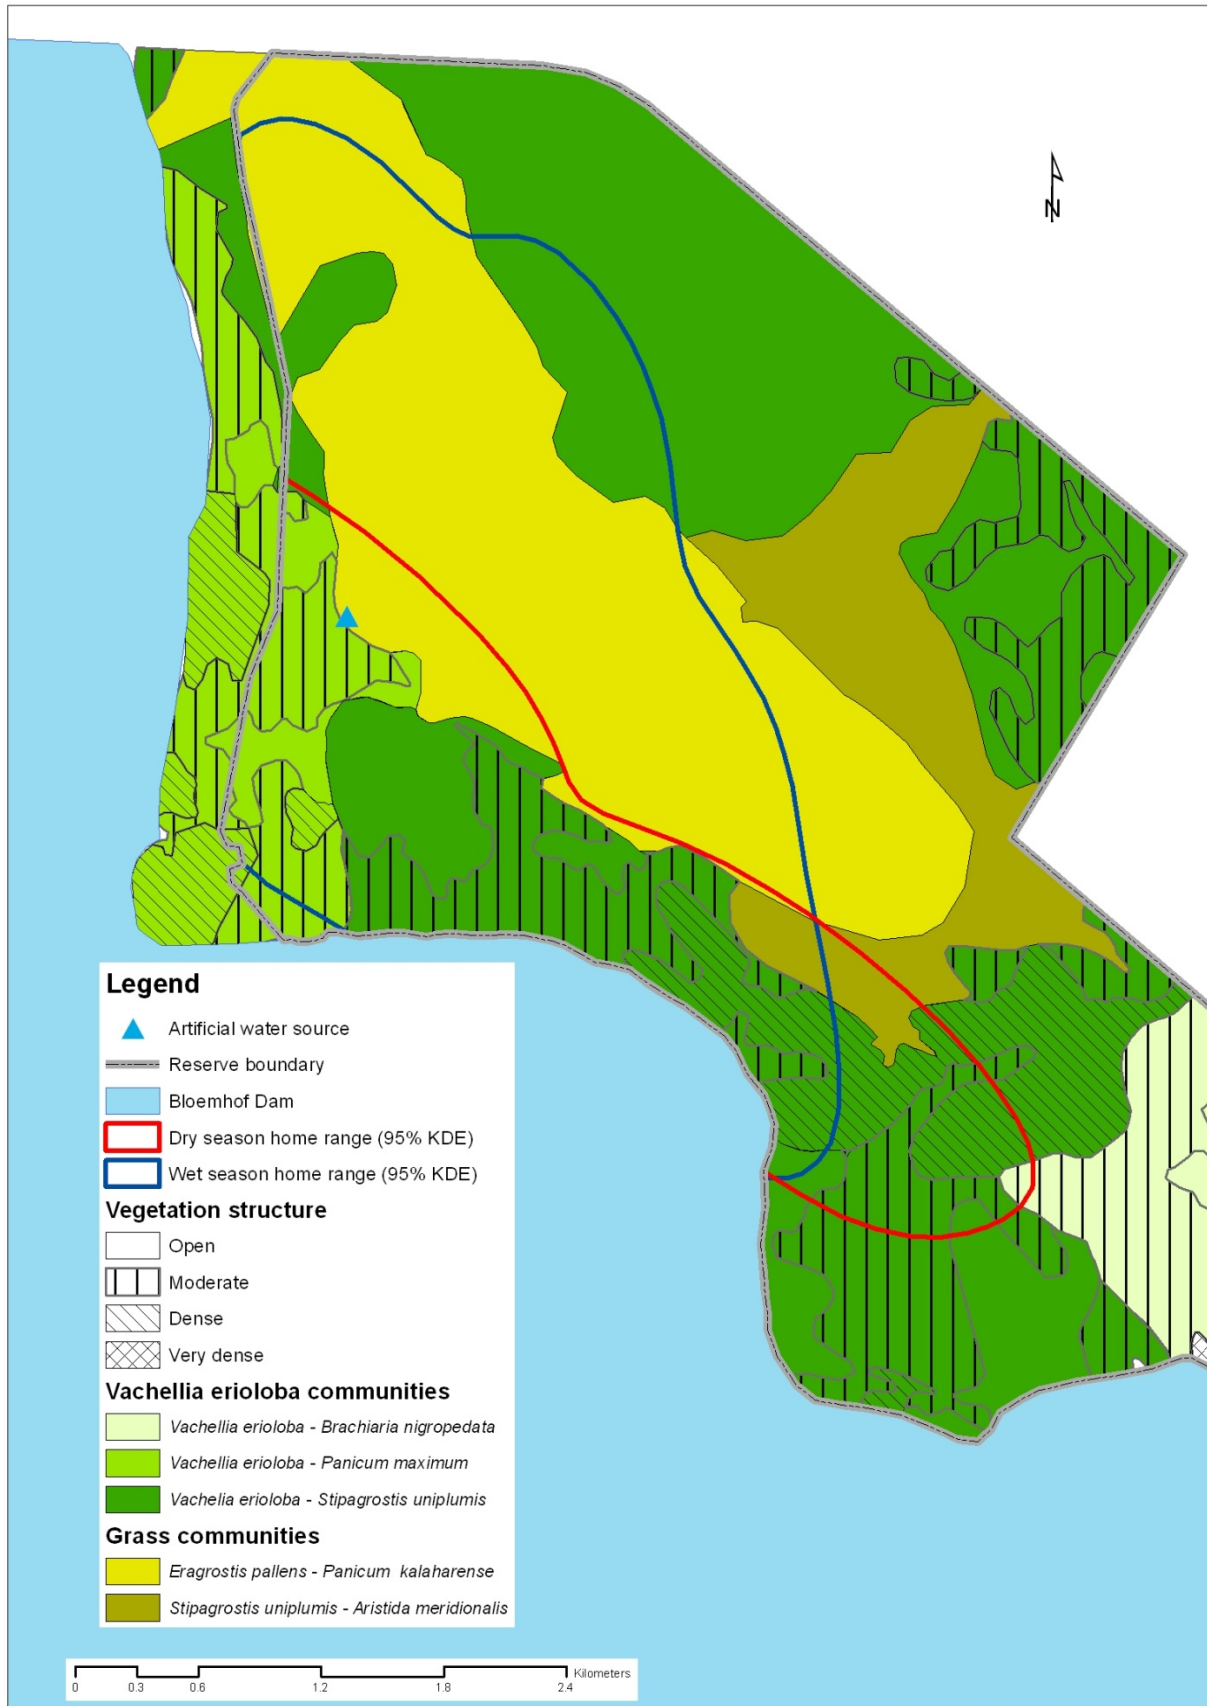 N
Legend
Artificial water source
Reserve boundary
Bloemhof Dam
Dry season home range (95% KDE)
Wet season home range (95% KDE)
Vegetation structure
Open
Moderate
Dense
Very dense
Vachellia erioloba communities
Vachellia erioloba - Brachiaria nigropedata
Vachellia erioloba - Panicum maximum
Vachelia erioloba - Stipagrostis uniplumis
Grass communities
Eragrostis pallens - Panicum kalaharense
Stipagrostis uniplumis - Aristida meridionalis
Kilometers
0 0.3 0.6 1.2 1.8 2.4